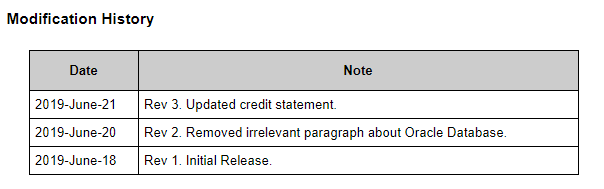 Modification History
Date Note
2019-June-21 Rev 3. Updated credit statement.
2019-June-20 Rev 2. Removed irrelevant paragraph about Oracle Database.
2019-June-18 Rev 1. Initial Release.